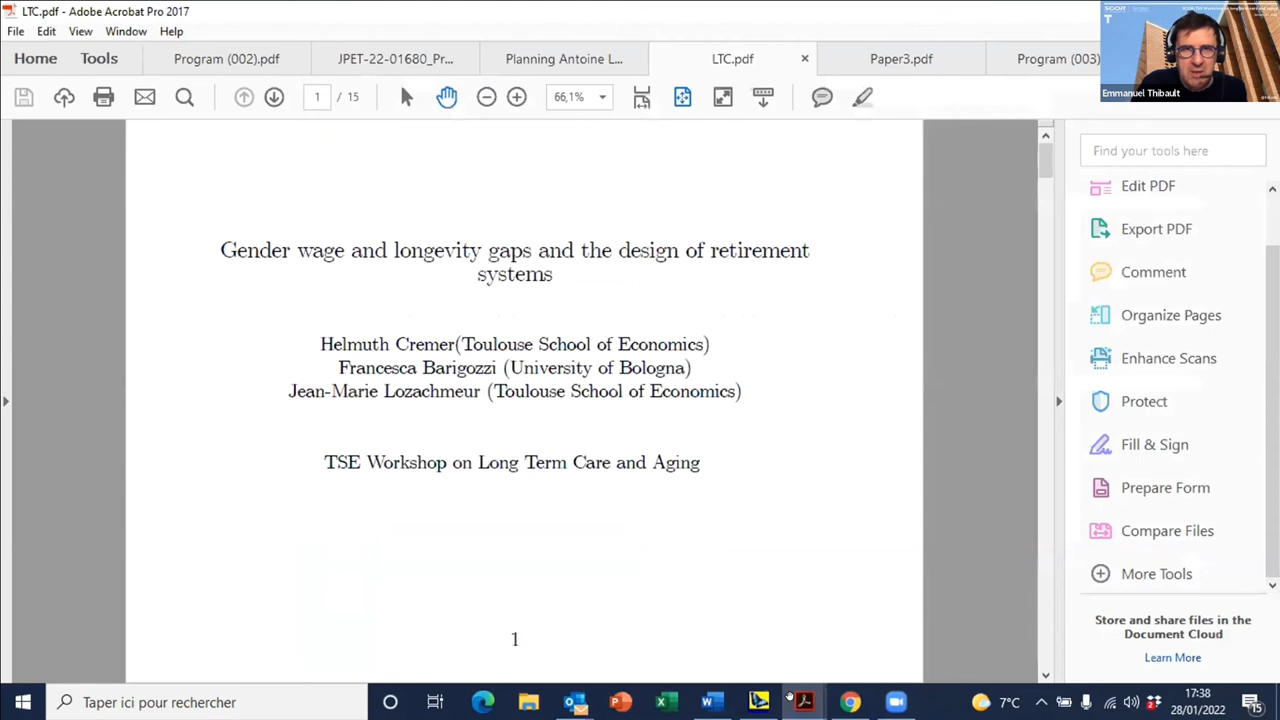 LTC.pdf - Adobe Acrobat Pro 2017
File Edit View Window Help
Home Tools Program (002).pdf JPET-22-01680_Pr... Planning Antoine L... LTC.pdf × Paper3.pdf Program (003)
1 / 15 66,1%
Emmanuel Thibault
Find your tools here
Edit PDF
Export PDF
Comment
Organize Pages
Enhance Scans
Protect
Fill & Sign
Prepare Form
Compare Files
More Tools
Store and share files in the
Document Cloud
Learn More
Gender wage and longevity gaps and the design of retirement
systems
Helmuth Cremer(Toulouse School of Economics)
Francesca Barigozzi (University of Bologna)
Jean-Marie Lozachmeur (Toulouse School of Economics)
TSE Workshop on Long Term Care and Aging
1
Taper ici pour rechercher
7°C
17:38
28/01/2022
15